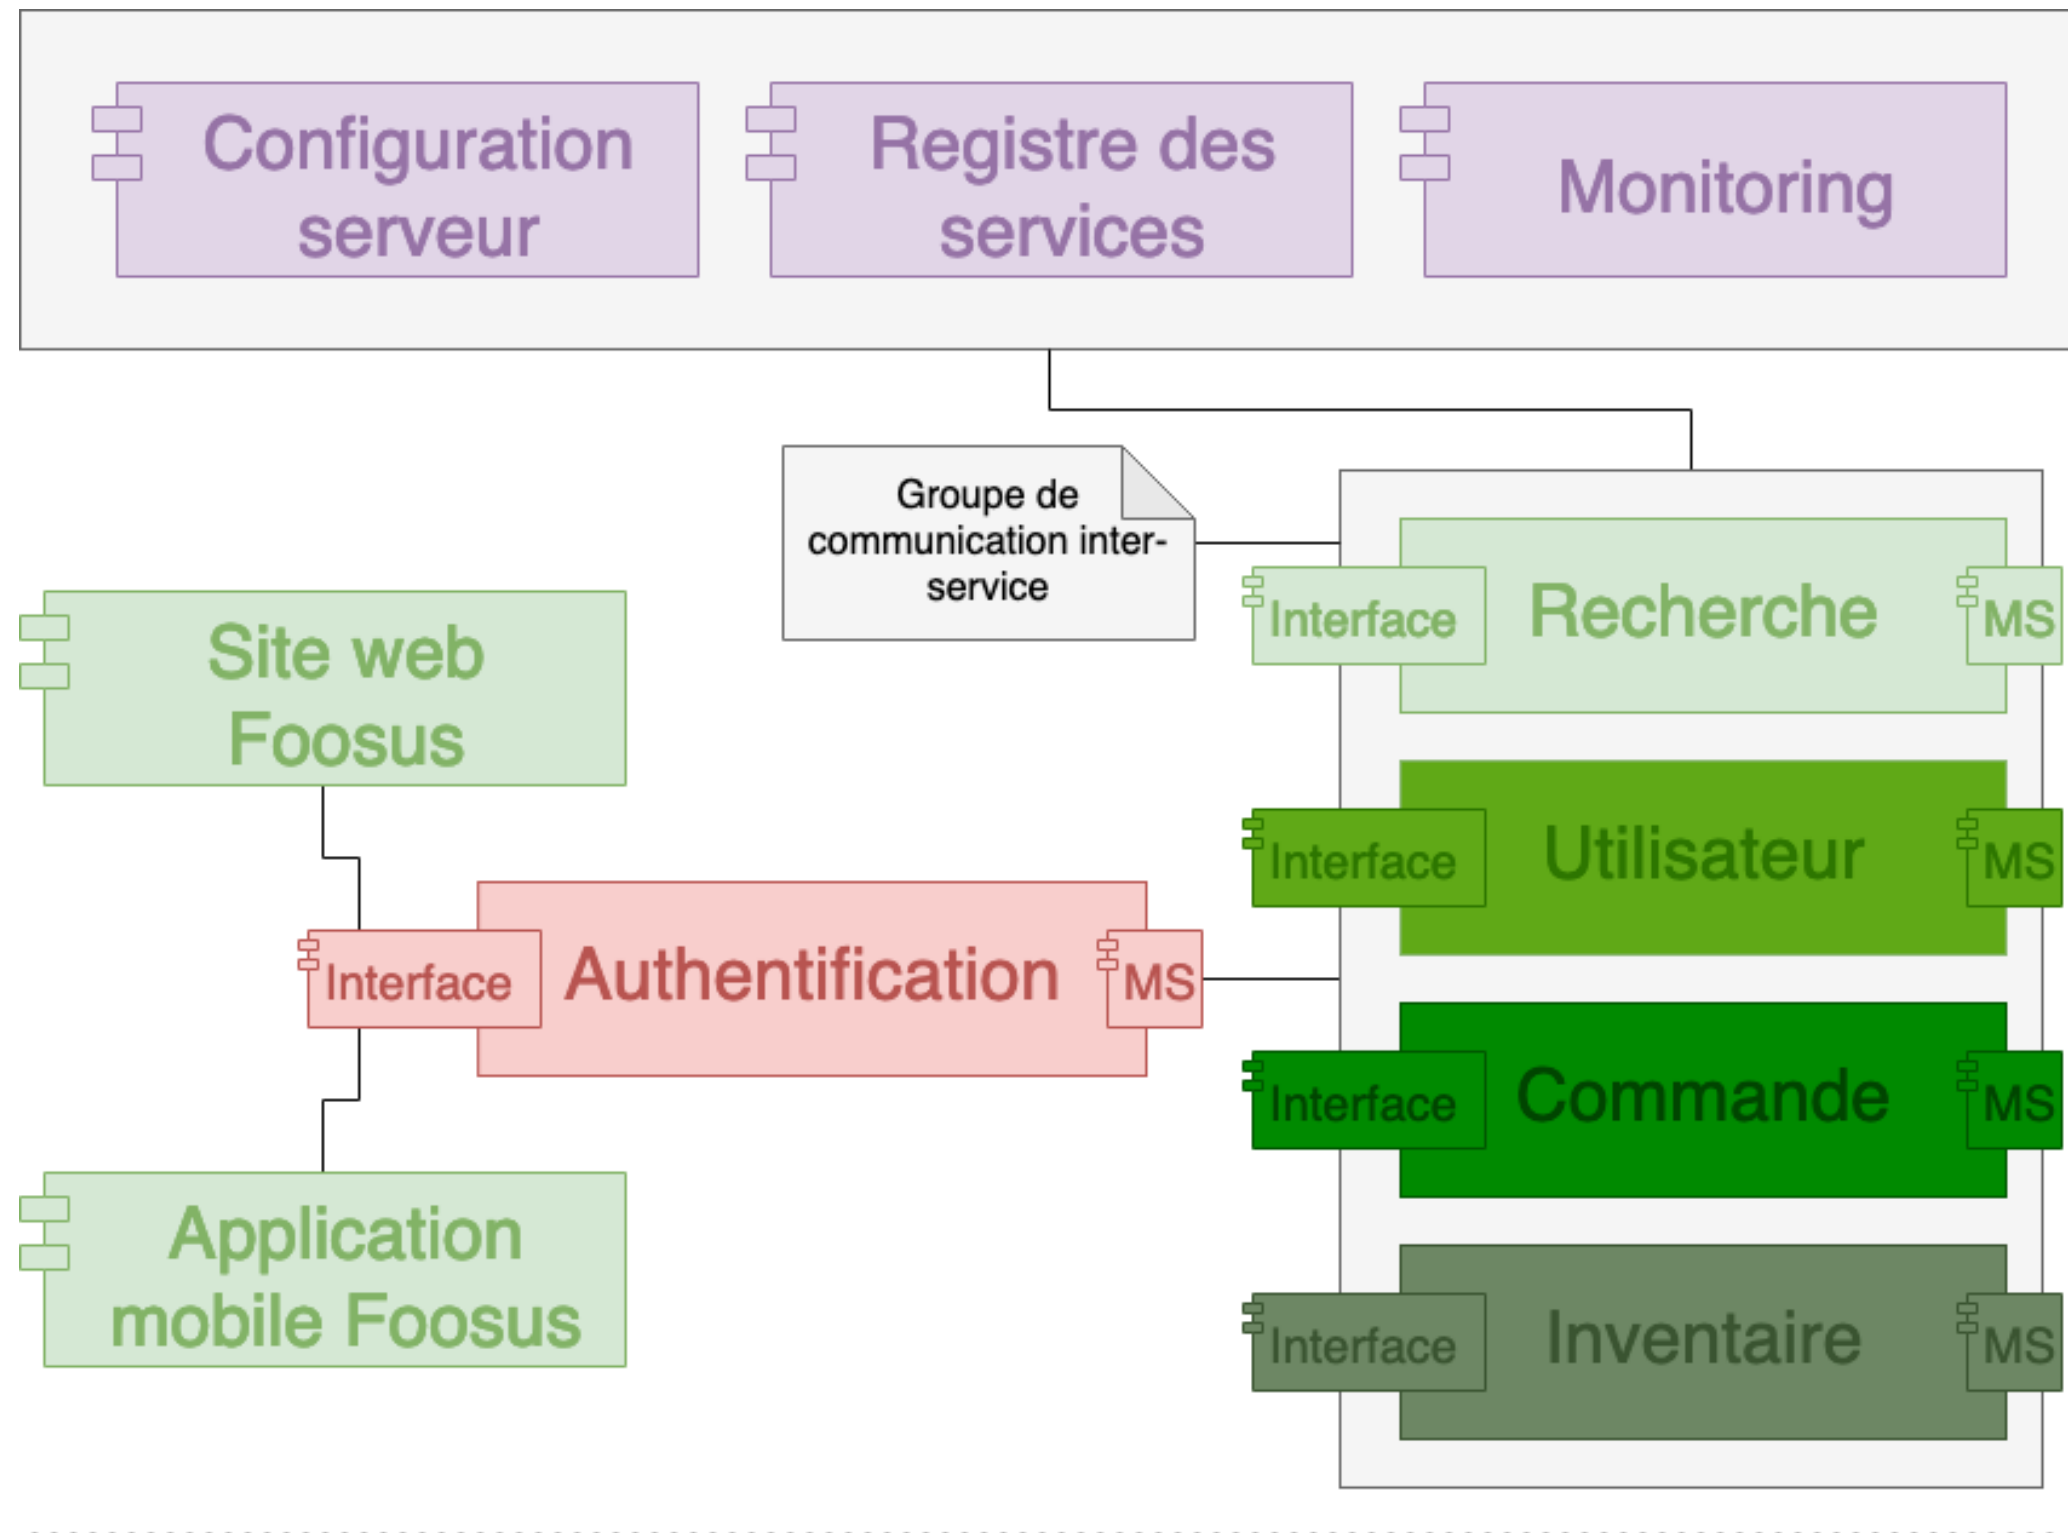 Configuration
serveur
Registre des
services
Monitoring
Groupe de
communication inter-
service
Interface
Recherche
MS
Site web
Foosus
Interface
Utilisateur
MS
Interface
Authentification
MS
Interface
Commande
MS
Application
mobile Foosus
Interface
Inventaire
MS